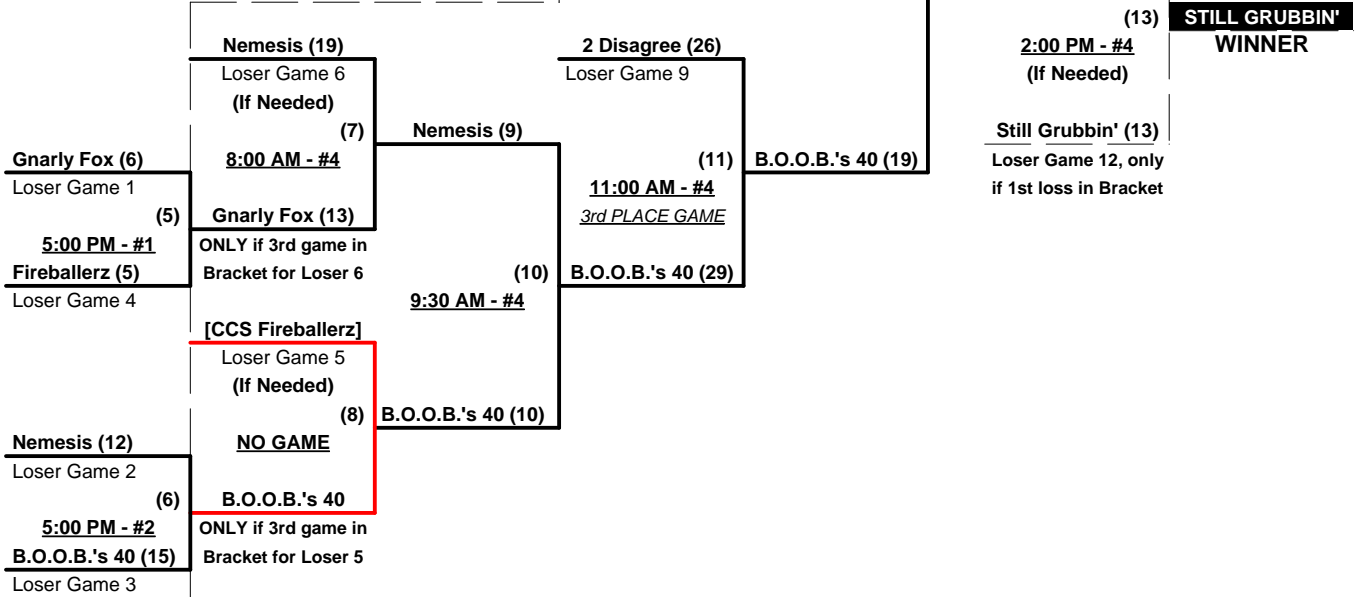 (13) STILL GRUBBIN'
Nemesis (19)
2 Disagree (26)
2:00 PM - #4
WINNER
Loser Game 6
Loser Game 9
(If Needed)
(If Needed)
(7)
Nemesis (9)
Still Grubbin' (13)
Gnarly Fox (6)
8:00 AM - #4
(11)
B.O.O.B.'s 40 (19)
Loser Game 12, only
Loser Game 1
11:00 AM - #4
if 1st loss in Bracket
(5)
Gnarly Fox (13)
3rd PLACE GAME
5:00 PM - #1
ONLY if 3rd game in
Fireballerz (5)
Bracket for Loser 6
(10)
B.O.O.B.'s 40 (29)
Loser Game 4
9:30 AM - #4
[CCS Fireballerz]
Loser Game 5
(If Needed)
(8)
B.O.O.B.'s 40 (10)
Nemesis (12)
NO GAME
Loser Game 2
(6)
B.O.O.B.'s 40
5:00 PM - #2
ONLY if 3rd game in
B.O.O.B.'s 40 (15)
Bracket for Loser 5
Loser Game 3